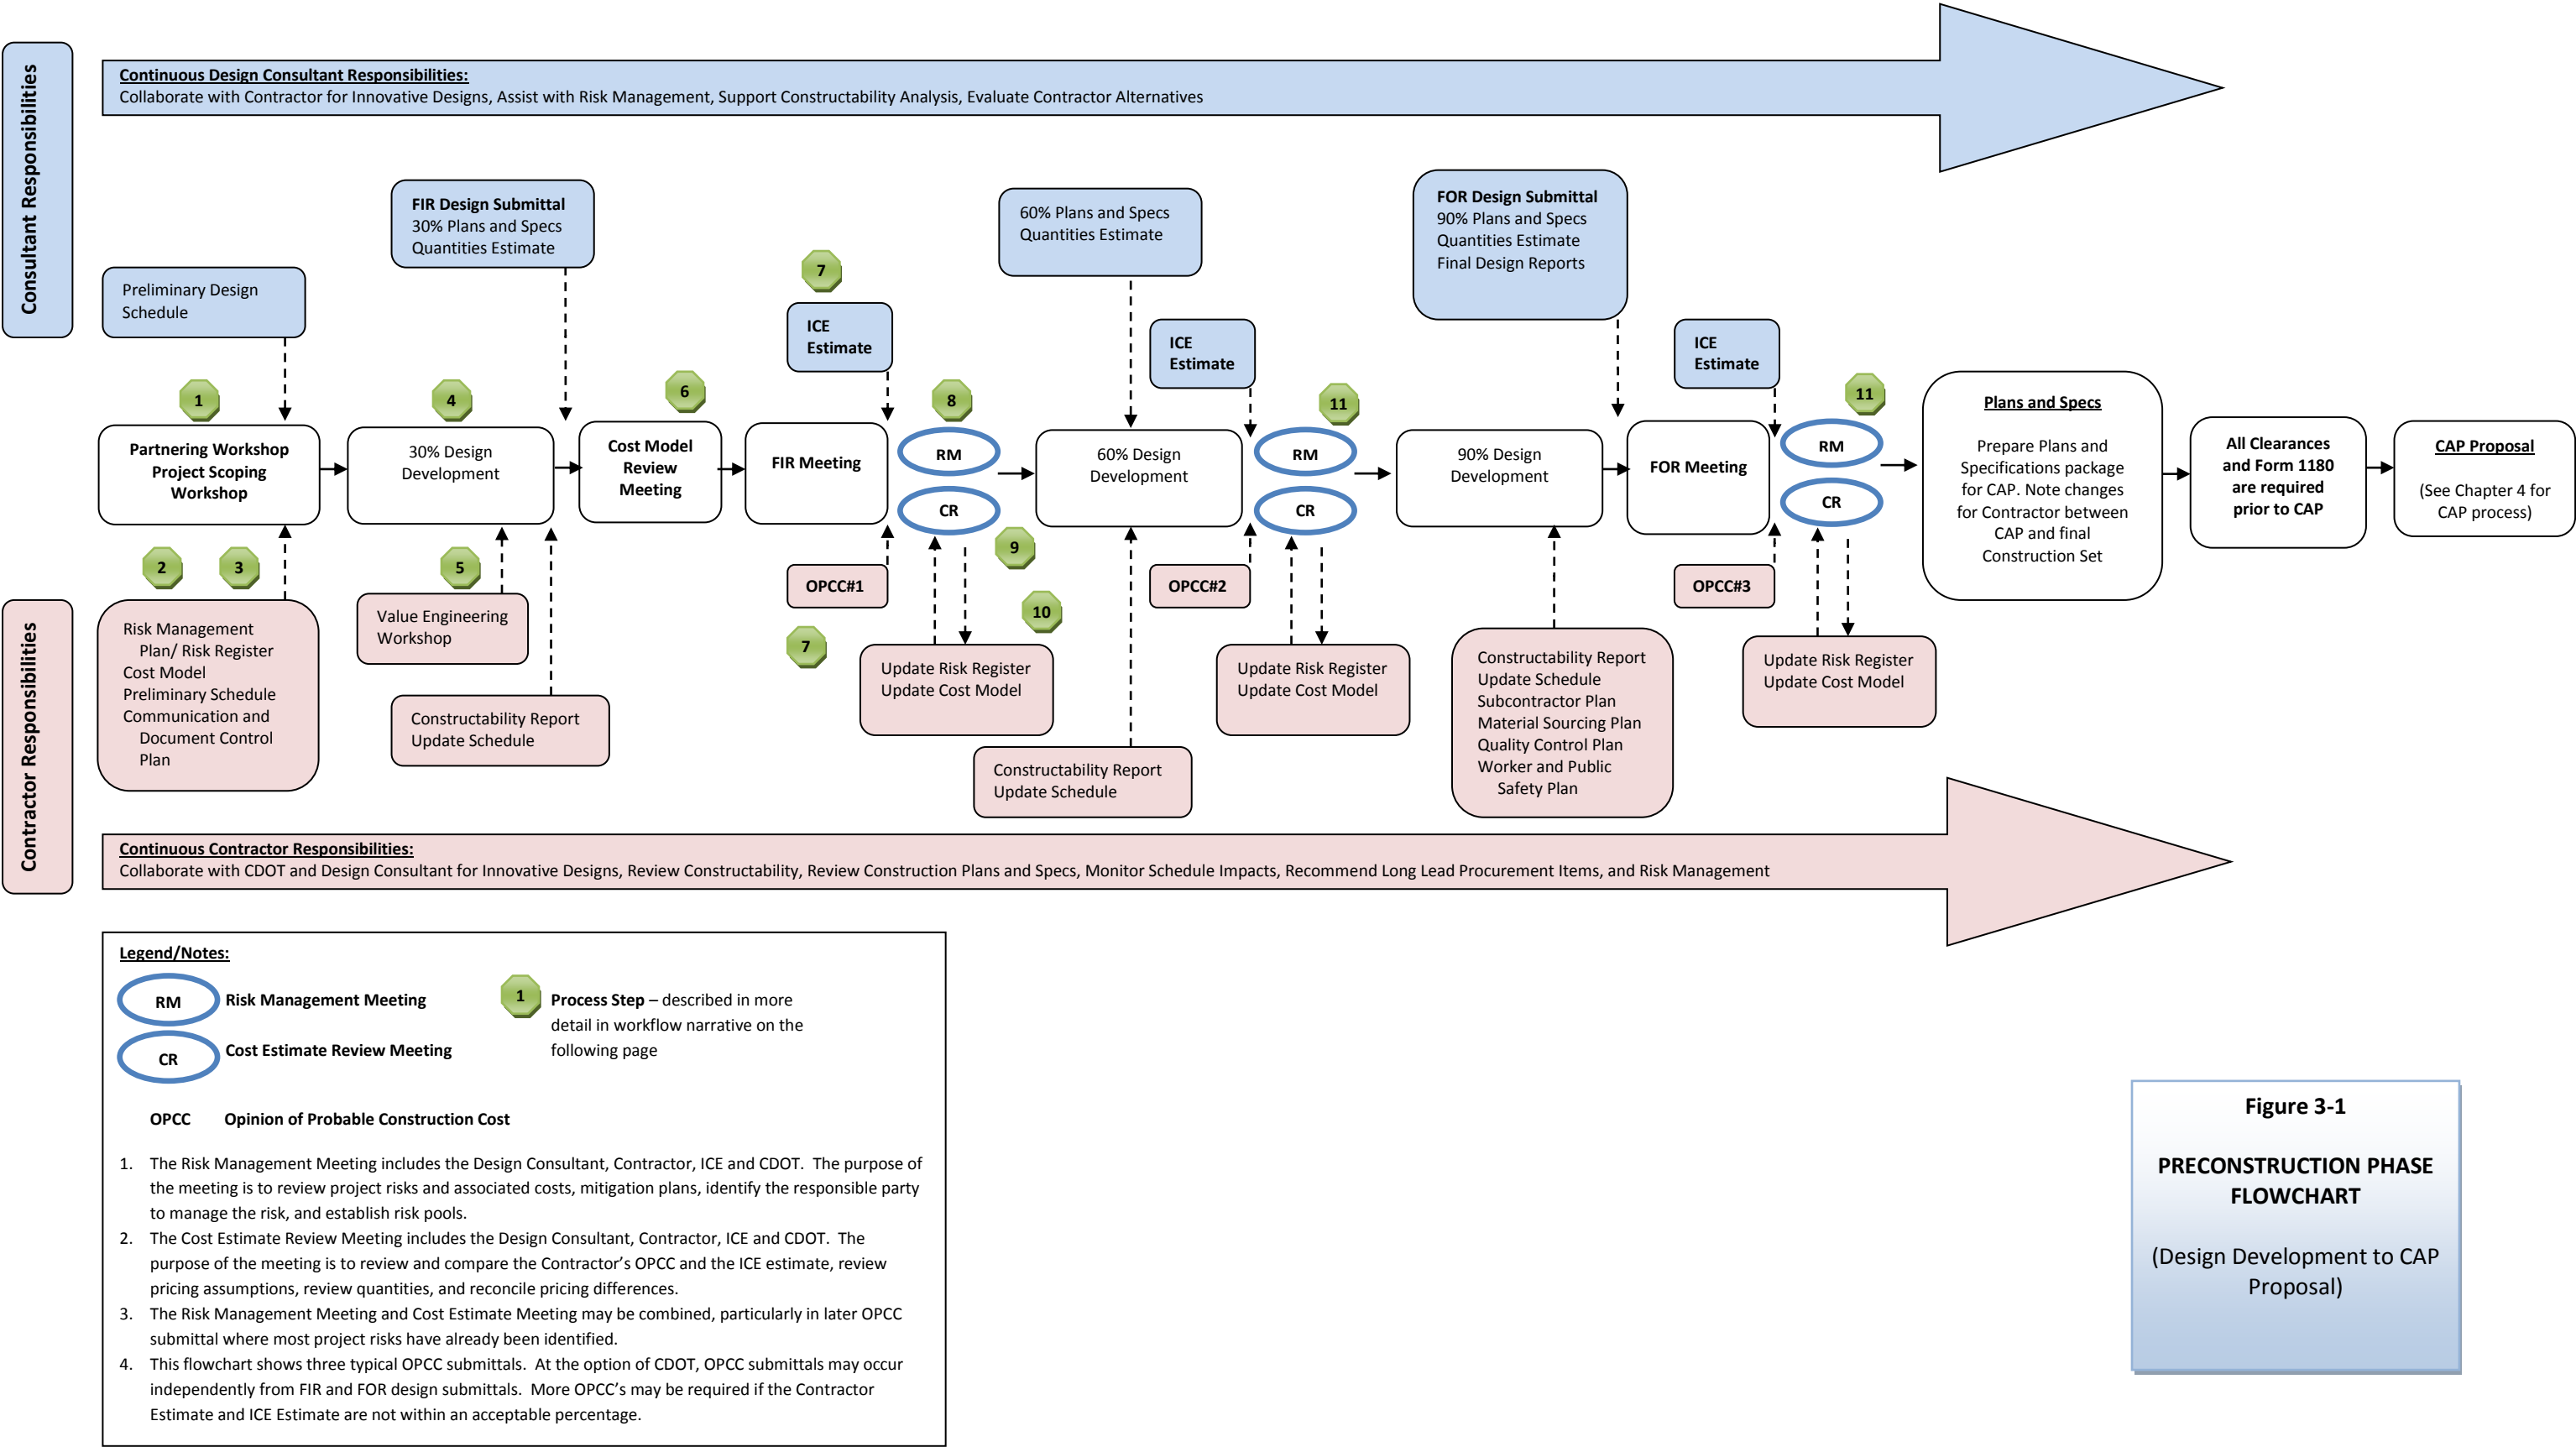 Consultant Responsibilities
Continuous Design Consultant Responsibilities:
Collaborate with Contractor for Innovative Designs, Assist with Risk Management, Support Constructability Analysis, Evaluate Contractor Alternatives
Preliminary Design
Schedule
FIR Design Submittal
30% Plans and Specs
Quantities Estimate
7
ICE
Estimate
60% Plans and Specs
Quantities Estimate
ICE
Estimate
FOR Design Submittal
90% Plans and Specs
Quantities Estimate
Final Design Reports
ICE
Estimate
1
4
6
8
11
11
Partnering Workshop
Project Scoping
Workshop
30% Design
Development
Cost Model
Review
Meeting
FIR Meeting
RM
CR
60% Design
Development
RM
CR
90% Design
Development
FOR Meeting
RM
CR
Plans and Specs
Prepare Plans and
Specifications package
for CAP. Note changes
for Contractor between
CAP and final
Construction Set
All Clearances
and Form 1180
are required
prior to CAP
CAP Proposal
(See Chapter 4 for
CAP process)
2
3
5
9
10
7
OPCC#1
OPCC#2
OPCC#3
Contractor Responsibilities
Risk Management
Plan/ Risk Register
Cost Model
Preliminary Schedule
Communication and
Document Control
Plan
Value Engineering
Workshop
Constructability Report
Update Schedule
Update Risk Register
Update Cost Model
Constructability Report
Update Schedule
Update Risk Register
Update Cost Model
Constructability Report
Update Schedule
Subcontractor Plan
Material Sourcing Plan
Quality Control Plan
Worker and Public
Safety Plan
Update Risk Register
Update Cost Model
Continuous Contractor Responsibilities:
Collaborate with CDOT and Design Consultant for Innovative Designs, Review Constructability, Review Construction Plans and Specs, Monitor Schedule Impacts, Recommend Long Lead Procurement Items, and Risk Management
Legend/Notes:
RM Risk Management Meeting
CR Cost Estimate Review Meeting
1 Process Step – described in more
detail in workflow narrative on the
following page
OPCC Opinion of Probable Construction Cost
1. The Risk Management Meeting includes the Design Consultant, Contractor, ICE and CDOT. The purpose of
the meeting is to review project risks and associated costs, mitigation plans, identify the responsible party
to manage the risk, and establish risk pools.
2. The Cost Estimate Review Meeting includes the Design Consultant, Contractor, ICE and CDOT. The
purpose of the meeting is to review and compare the Contractor’s OPCC and the ICE estimate, review
pricing assumptions, review quantities, and reconcile pricing differences.
3. The Risk Management Meeting and Cost Estimate Meeting may be combined, particularly in later OPCC
submittal where most project risks have already been identified.
4. This flowchart shows three typical OPCC submittals. At the option of CDOT, OPCC submittals may occur
independently from FIR and FOR design submittals. More OPCC’s may be required if the Contractor
Estimate and ICE Estimate are not within an acceptable percentage.
Figure 3-1
PRECONSTRUCTION PHASE
FLOWCHART
(Design Development to CAP
Proposal)